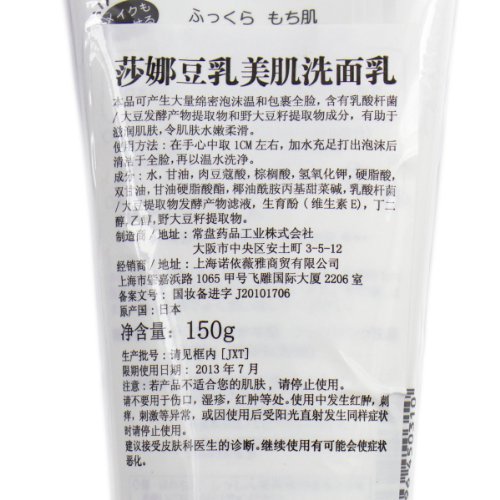 メイクも
ふっくら もち肌
莎娜豆乳美肌洗面乳
本品可产生大量绵密泡沫温和包裹全脸，含有乳酸杆菌
/大豆发酵产物提取物和野大豆籽提取物成分，有助于
滋润肌肤，令肌肤水嫩柔滑。
使用方法：在手心中取1CM左右，加水充足打出泡沫后
清洁于全脸，再以温水洗净。
成分：水，甘油，肉豆蔻酸，棕榈酸，氢氧化钾，硬脂酸，
双甘油，甘油硬脂酸酯，椰油酰胺丙基甜菜碱，乳酸杆菌
/大豆提取物发酵产物滤液，生育酚（维生素E），丁二
醇，乙醇，野大豆籽提取物。
制造商／地址：常盘药品工业株式会社
大阪市中央区安土町3-5-12
经销商／地址：上海诺依薇雅商贸有限公司
上海市肇嘉浜路1065甲号飞雕国际大厦2206室
备案文号：国妆备进字J20101706
原产国：日本
净含量：150g
生产批号：请见框内 [JXT]
限期使用日期：2013年7月
注意：若产品不适合您的肌肤，请停止使用。
请不要用于伤口，湿疹，红肿等处。使用中发生红肿，刺
痒，刺激等异常，或因使用后受阳光直射发生同样症状
时请停止使用。
建议接受皮肤科医生的诊断。继续使用有可能会使症状
恶化。